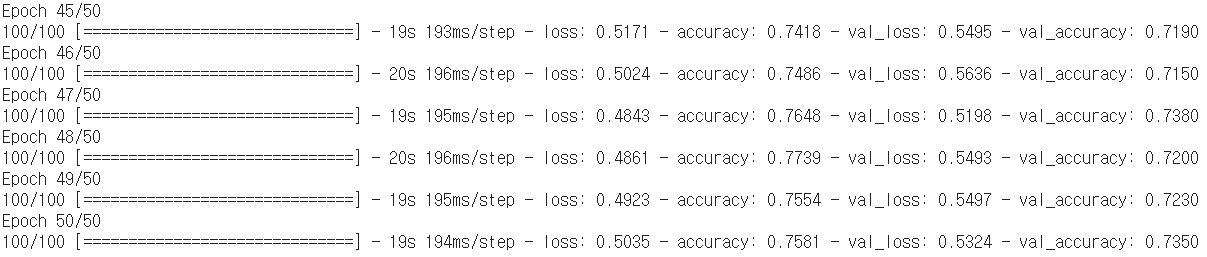 Epoch 45/50
100/100 [==============================] - 19s 193ms/step - loss: 0.5171 - accuracy: 0.7418 - val_loss: 0.5495 - val_accuracy: 0.7190
Epoch 46/50
100/100 [==============================] - 20s 196ms/step - loss: 0.5024 - accuracy: 0.7486 - val_loss: 0.5636 - val_accuracy: 0.7150
Epoch 47/50
100/100 [==============================] - 19s 195ms/step - loss: 0.4843 - accuracy: 0.7648 - val_loss: 0.5198 - val_accuracy: 0.7380
Epoch 48/50
100/100 [==============================] - 20s 196ms/step - loss: 0.4861 - accuracy: 0.7739 - val_loss: 0.5493 - val_accuracy: 0.7200
Epoch 49/50
100/100 [==============================] - 19s 195ms/step - loss: 0.4923 - accuracy: 0.7554 - val_loss: 0.5497 - val_accuracy: 0.7230
Epoch 50/50
100/100 [==============================] - 19s 194ms/step - loss: 0.5035 - accuracy: 0.7581 - val_loss: 0.5324 - val_accuracy: 0.7350